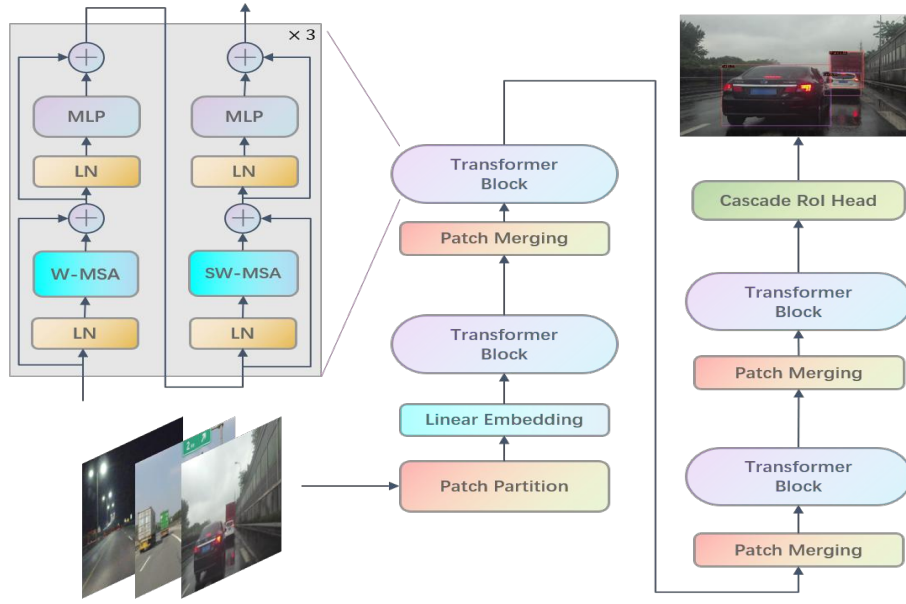 × 3
MLP
LN
W-MSA
LN
MLP
LN
SW-MSA
LN
Transformer
Block
Patch Merging
Transformer
Block
Linear Embedding
Patch Partition
Cascade RoI Head
Transformer
Block
Patch Merging
Transformer
Block
Patch Merging